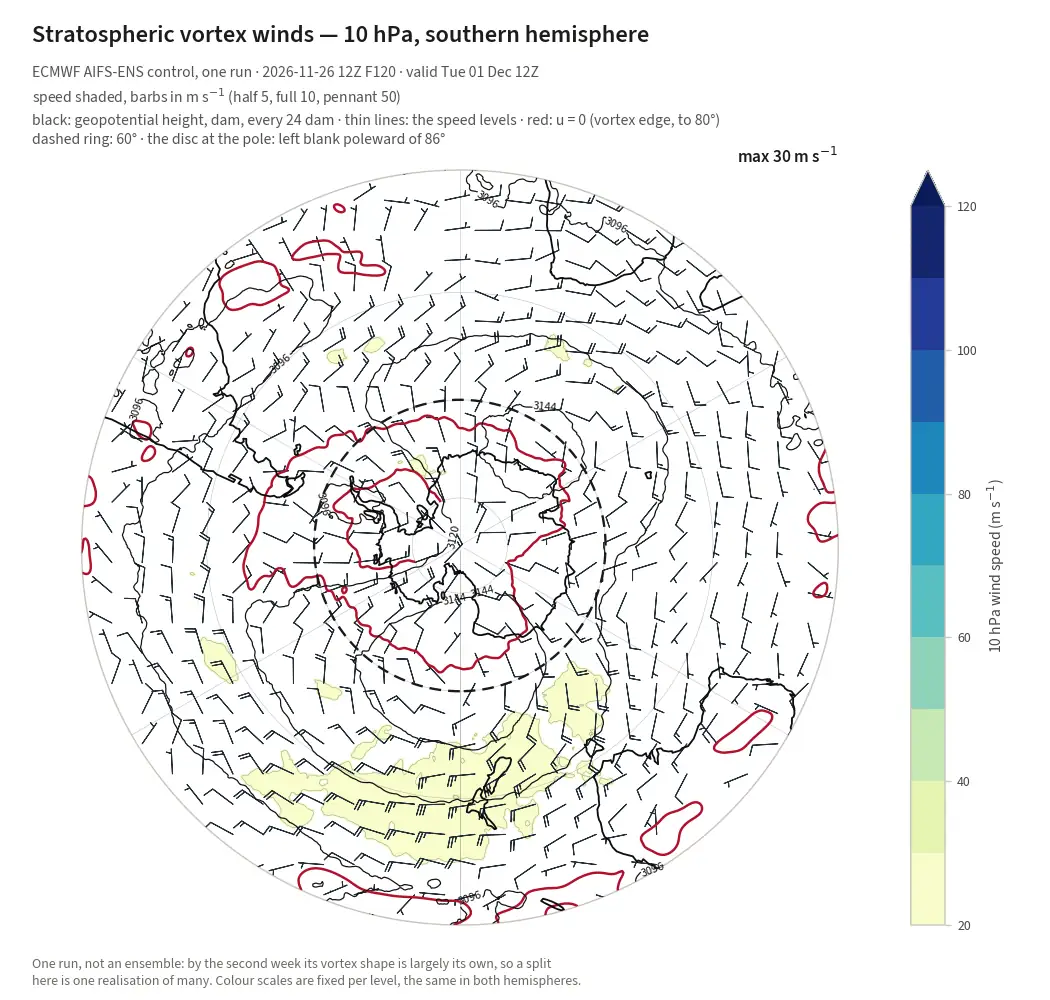 Stratospheric vortex winds — 10 hPa, southern hemisphere
ECMWF AIFS-ENS control, one run · 2026-11-26 12Z F120 · valid Tue 01 Dec 12Z
speed shaded, barbs in m s⁻¹ (half 5, full 10, pennant 50)
black: geopotential height, dam, every 24 dam · thin lines: the speed levels · red: u = 0 (vortex edge, to 80°)
dashed ring: 60° · the disc at the pole: left blank poleward of 86°
max 30 m s⁻¹
3096
3096
3096
3096
3144
3096
3120
3144
3144
3096
3096
120
100
80
60
40
20
10 hPa wind speed (m s⁻¹)
One run, not an ensemble: by the second week its vortex shape is largely its own, so a split
here is one realisation of many. Colour scales are fixed per level, the same in both hemispheres.